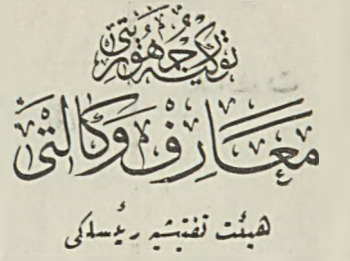 توركیه جمهوریتی
معارف وكالتی
هیئت تفتیشیه رئیسلكی